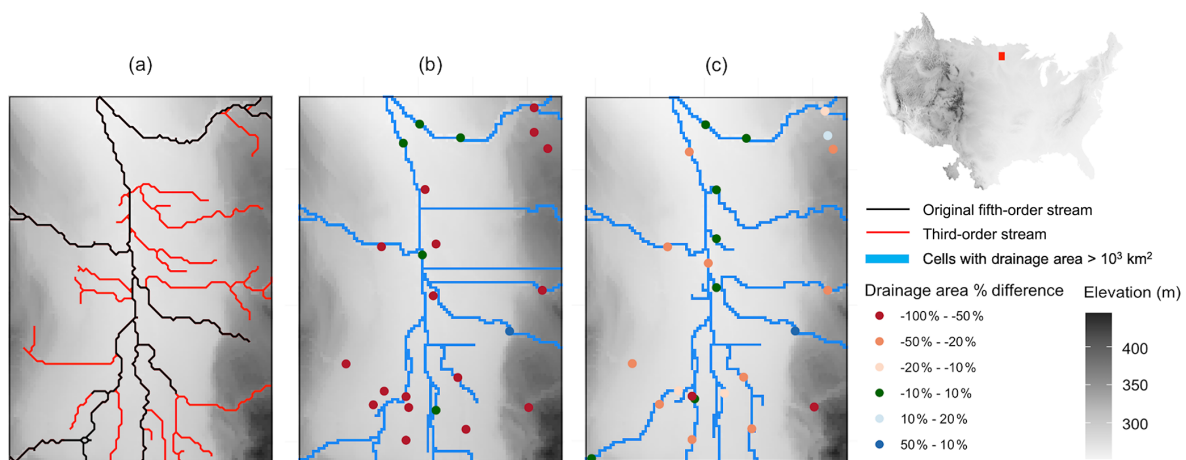 (a)
(b)
(c)
Original fifth-order stream
Third-order stream
Cells with drainage area > 10³ km²
Drainage area % difference
-100% - -50%
-50% - -20%
-20% - -10%
-10% - 10%
10% - 20%
50% - 10%
Elevation (m)
400
350
300